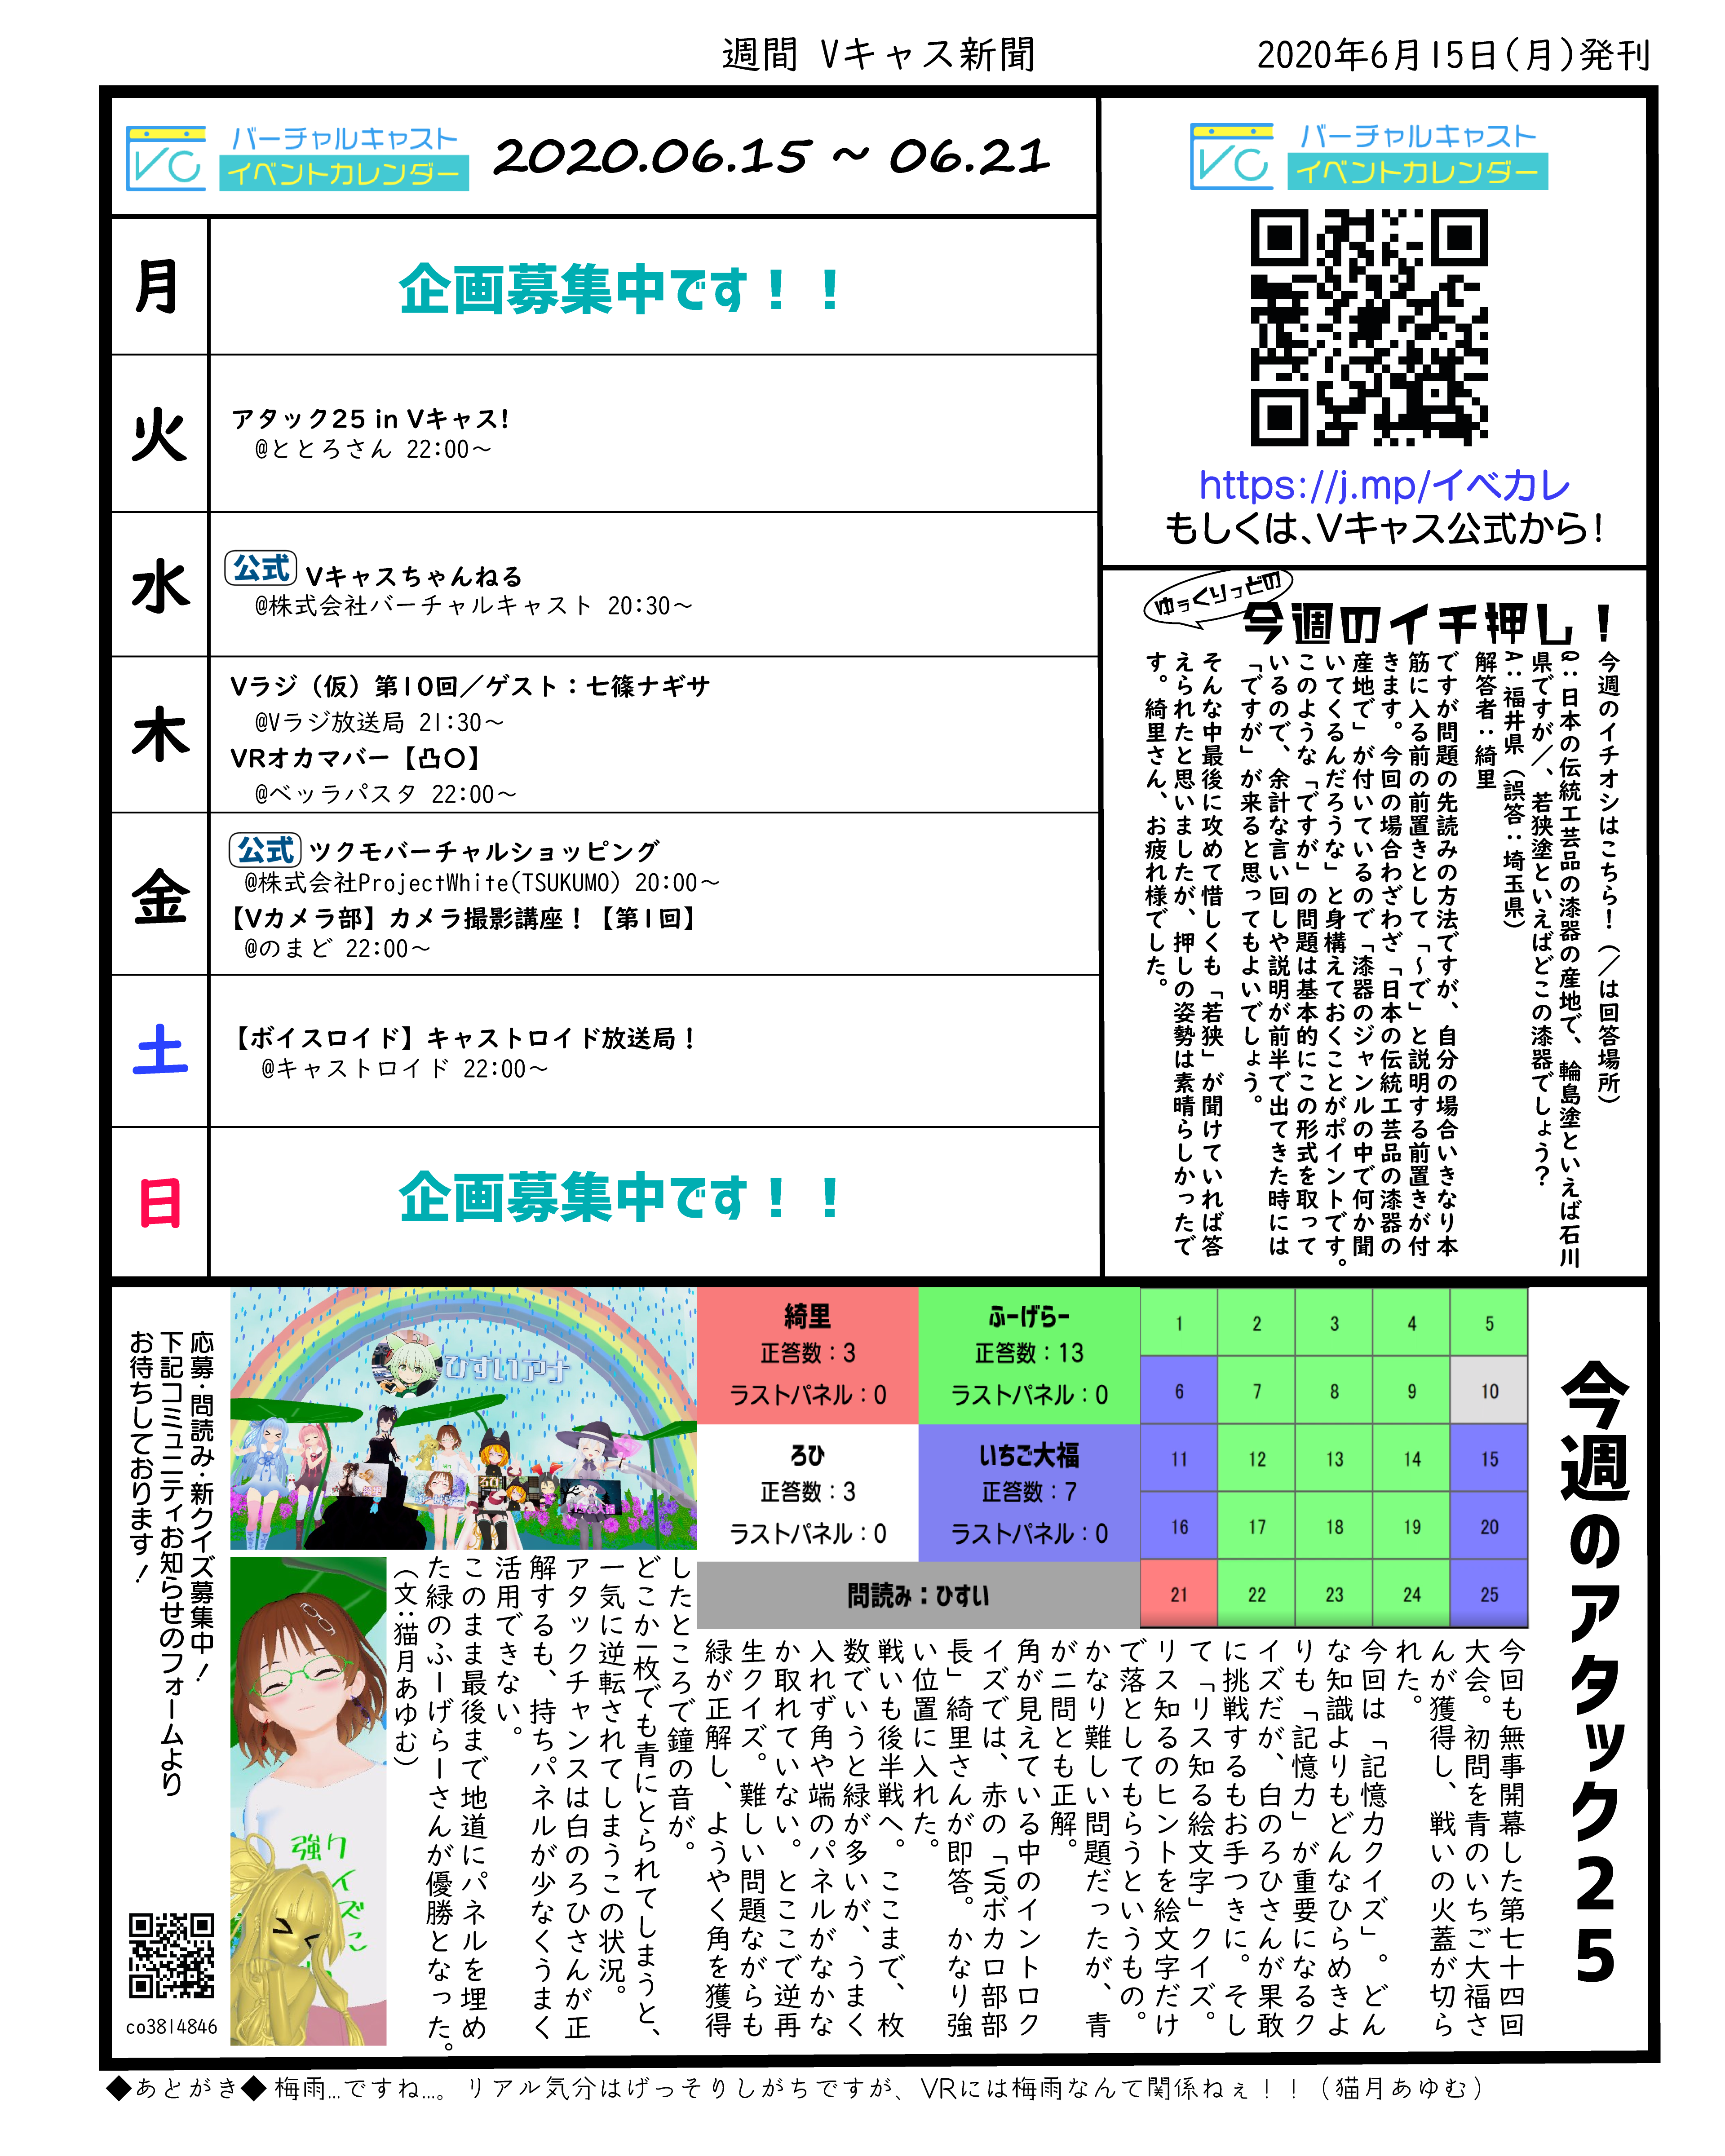 週間 Vキャス新聞
2020年6月15日(月)発刊
バーチャルキャスト
イベントカレンダー
2020.06.15 ~ 06.21
月
企画募集中です！！
火
アタック25 in Vキャス!
@ととろさん 22:00～
水
公式 Vキャスちゃんねる
@株式会社バーチャルキャスト 20:30～
木
Vラジ（仮）第10回／ゲスト：七篠ナギサ
@Vラジ放送局 21:30～
VRオカマバー【凸〇】
@ベッラパスタ 22:00～
金
公式 ツクモバーチャルショッピング
@株式会社ProjectWhite(TSUKUMO) 20:00～
【Vカメラ部】カメラ撮影講座！【第1回】
@のまど 22:00～
土
【ボイスロイド】キャストロイド放送局！
@キャストロイド 22:00～
日
企画募集中です！！
バーチャルキャスト
イベントカレンダー
https://j.mp/イベカレ
もしくは、Vキャス公式から！
ゆっくりっどの
今週のイチ押し！
今週のイチオシはこちら！（／は回答場所）
Q：日本の伝統工芸品の漆器の産地で、輪島塗といえば石川
県ですが／、若狭塗といえばどこの漆器でしょう？
A：福井県（誤答：埼玉県）
解答者：綺里
ですが問題の先読みの方法ですが、自分の場合いきなり本
筋に入る前の前置きとして「～で」と説明する前置きが付
きます。今回の場合わざわざ「日本の伝統工芸品の漆器の
産地で」が付いているので「漆器のジャンルの中で何か聞
いてくるんだろうな」と身構えておくことがポイントです。
このような「ですが」の問題は基本的にこの形式を取って
いるので、余計な言い回しや説明が前半で出てきた時には
「ですが」が来ると思ってもよいでしょう。
そんな中最後に攻めて惜しくも「若狭」が聞けていれば答
えられたと思いましたが、押しの姿勢は素晴らしかったで
す。綺里さん、お疲れ様でした。
今週のアタック25
1 2 3 4 5
6 7 8 9 10
11 12 13 14 15
16 17 18 19 20
21 22 23 24 25
綺里
正答数：3
ラストパネル：0
ふーげらー
正答数：13
ラストパネル：0
ろひ
正答数：3
ラストパネル：0
いちご大福
正答数：7
ラストパネル：0
問読み：ひすい
ひすいアナ
今回も無事開幕した第七十四回
大会。初問を青のいちご大福さ
んが獲得し、戦いの火蓋が切ら
れた。
今回は「記憶力クイズ」。どん
な知識よりもどんなひらめきよ
りも「記憶力」が重要になるク
イズだが、白のろひさんが果敢
に挑戦するもお手つきに。そし
て「リス知る絵文字」クイズ。
リス知るのヒントを絵文字だけ
で落としてもらうというもの。
かなり難しい問題だったが、青
が二問とも正解。
角が見えている中のイントロク
イズでは、赤の「VRボカロ部部
長」綺里さんが即答。かなり強
い位置に入れた。
戦いも後半戦へ。ここまで、枚
数でいうと緑が多いが、うまく
入れず角や端のパネルがなかな
か取れていない。とここで逆再
生クイズ。難しい問題ながらも
緑が正解し、ようやく角を獲得
したところで鐘の音が。
どこか一枚でも青にとられてしまうと、
一気に逆転されてしまうこの状況。
アタックチャンスは白のろひさんが正
解するも、持ちパネルが少なくうまく
活用できない。
このまま最後まで地道にパネルを埋め
た緑のふーげらーさんが優勝となった。
（文：猫月あゆむ）
強クイズこ
応募・問読み・新クイズ募集中！
下記コミュニティお知らせのフォームより
お待ちしております！
co3814846
◆あとがき◆ 梅雨…ですね…。リアル気分はげっそりしがちですが、VRには梅雨なんて関係ねぇ！！（猫月あゆむ）